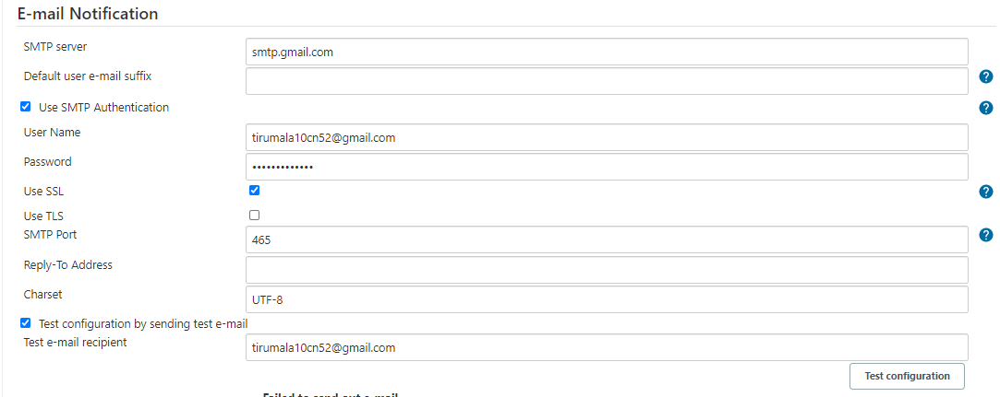 E-mail Notification
SMTP server
smtp.gmail.com
Default user e-mail suffix
?
Use SMTP Authentication
?
User Name
tirumala10cn52@gmail.com
Password
•••••••••••••
Use SSL
?
Use TLS
SMTP Port
465
?
Reply-To Address
Charset
UTF-8
Test configuration by sending test e-mail
Test e-mail recipient
tirumala10cn52@gmail.com
Test configuration
Failed to send out e-mail